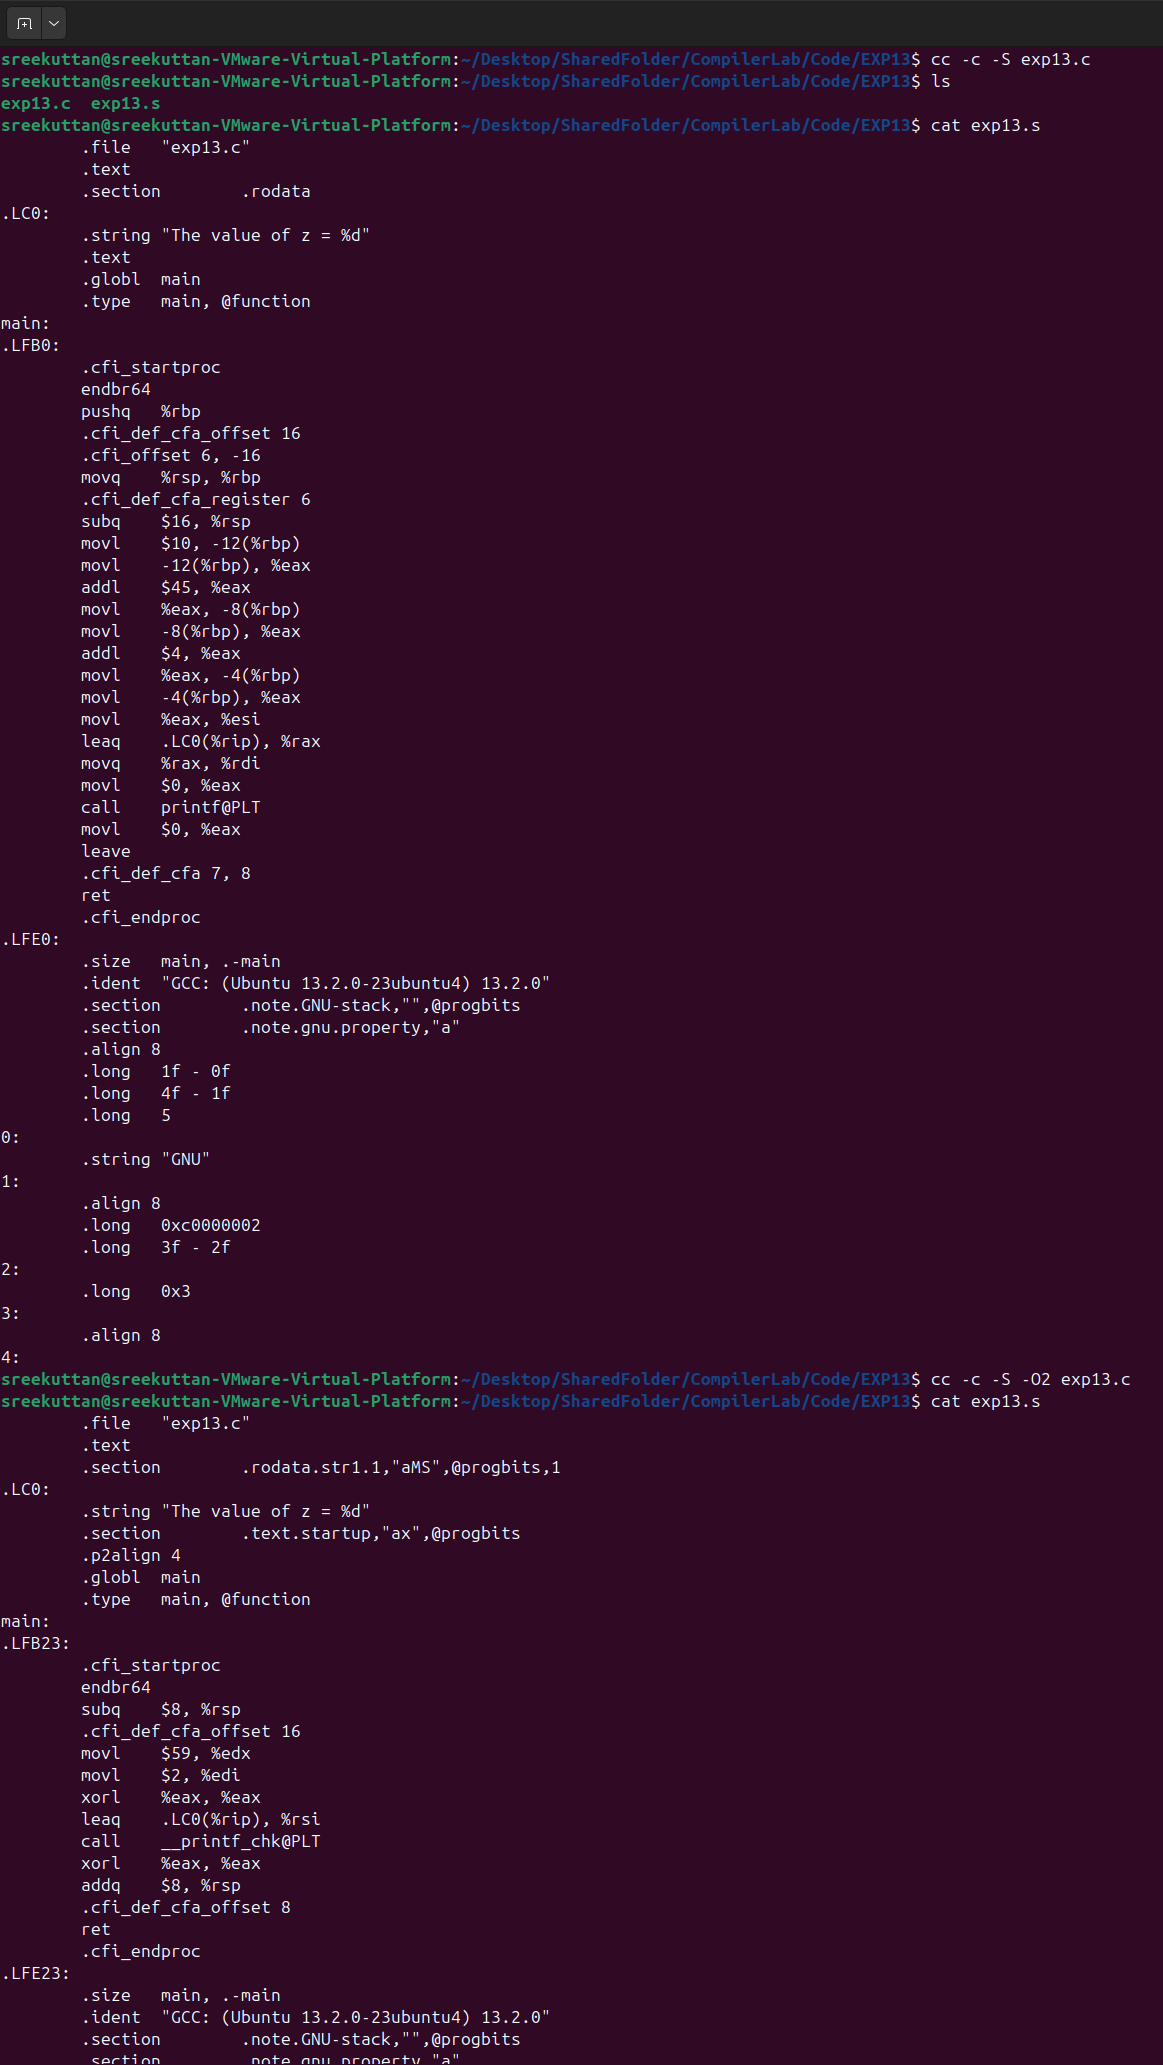 sreekuttan@sreekuttan-VMware-Virtual-Platform:~/Desktop/SharedFolder/CompilerLab/Code/EXP13$ cc -c -S exp13.c
sreekuttan@sreekuttan-VMware-Virtual-Platform:~/Desktop/SharedFolder/CompilerLab/Code/EXP13$ ls
exp13.c  exp13.s
sreekuttan@sreekuttan-VMware-Virtual-Platform:~/Desktop/SharedFolder/CompilerLab/Code/EXP13$ cat exp13.s
        .file   "exp13.c"
        .text
        .section        .rodata
.LC0:
        .string "The value of z = %d"
        .text
        .globl  main
        .type   main, @function
main:
.LFB0:
        .cfi_startproc
        endbr64
        pushq   %rbp
        .cfi_def_cfa_offset 16
        .cfi_offset 6, -16
        movq    %rsp, %rbp
        .cfi_def_cfa_register 6
        subq    $16, %rsp
        movl    $10, -12(%rbp)
        movl    -12(%rbp), %eax
        addl    $45, %eax
        movl    %eax, -8(%rbp)
        movl    -8(%rbp), %eax
        addl    $4, %eax
        movl    %eax, -4(%rbp)
        movl    -4(%rbp), %eax
        movl    %eax, %esi
        leaq    .LC0(%rip), %rax
        movq    %rax, %rdi
        movl    $0, %eax
        call    printf@PLT
        movl    $0, %eax
        leave
        .cfi_def_cfa 7, 8
        ret
        .cfi_endproc
.LFE0:
        .size   main, .-main
        .ident  "GCC: (Ubuntu 13.2.0-23ubuntu4) 13.2.0"
        .section        .note.GNU-stack,"",@progbits
        .section        .note.gnu.property,"a"
        .align 8
        .long   1f - 0f
        .long   4f - 1f
        .long   5
0:
        .string "GNU"
1:
        .align 8
        .long   0xc0000002
        .long   3f - 2f
2:
        .long   0x3
3:
        .align 8
4:
sreekuttan@sreekuttan-VMware-Virtual-Platform:~/Desktop/SharedFolder/CompilerLab/Code/EXP13$ cc -c -S -O2 exp13.c
sreekuttan@sreekuttan-VMware-Virtual-Platform:~/Desktop/SharedFolder/CompilerLab/Code/EXP13$ cat exp13.s
        .file   "exp13.c"
        .text
        .section        .rodata.str1.1,"aMS",@progbits,1
.LC0:
        .string "The value of z = %d"
        .section        .text.startup,"ax",@progbits
        .p2align 4
        .globl  main
        .type   main, @function
main:
.LFB23:
        .cfi_startproc
        endbr64
        subq    $8, %rsp
        .cfi_def_cfa_offset 16
        movl    $59, %edx
        movl    $2, %edi
        xorl    %eax, %eax
        leaq    .LC0(%rip), %rsi
        call    __printf_chk@PLT
        xorl    %eax, %eax
        addq    $8, %rsp
        .cfi_def_cfa_offset 8
        ret
        .cfi_endproc
.LFE23:
        .size   main, .-main
        .ident  "GCC: (Ubuntu 13.2.0-23ubuntu4) 13.2.0"
        .section        .note.GNU-stack,"",@progbits
        .section        .note.gnu.property,"a"